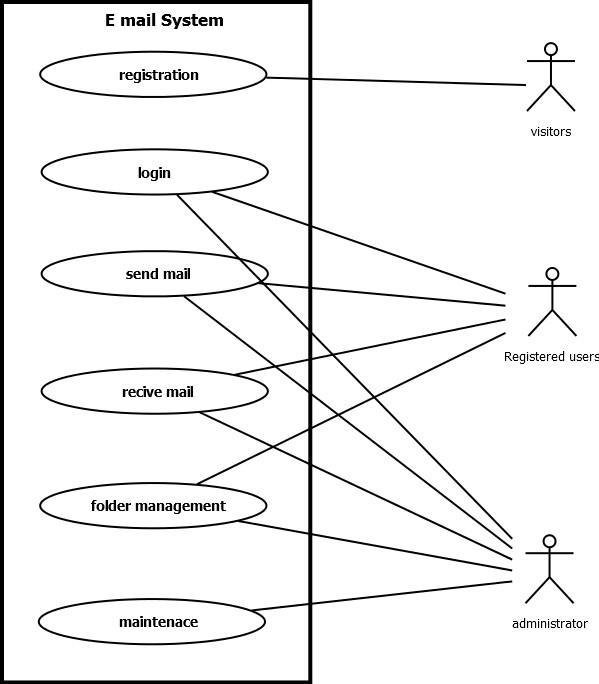 E mail System
registration
visitors
login
send mail
Registered users
recive mail
folder management
administrator
maintenace